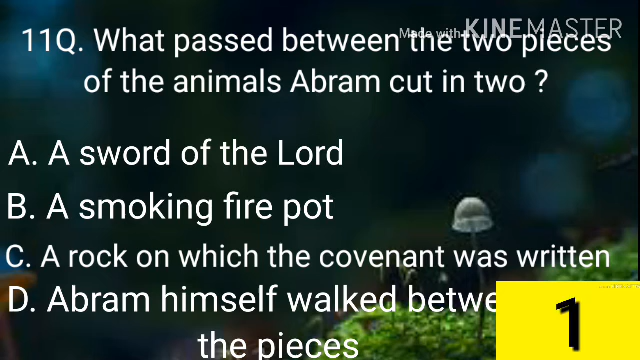 Made with KINEMASTER
11Q. What passed between the two pieces
of the animals Abram cut in two ?
A. A sword of the Lord
B. A smoking fire pot
C. A rock on which the covenant was written
D. Abram himself walked betwe
the pieces
1